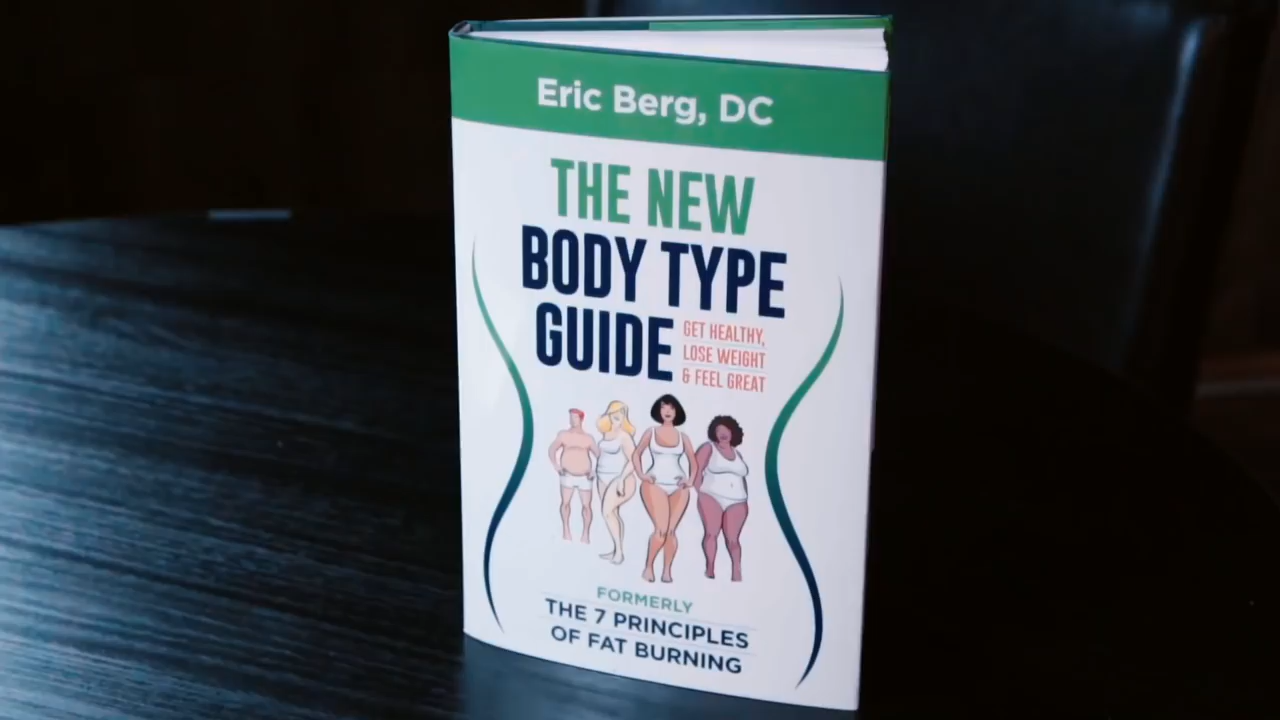 Eric Berg, DC
THE NEW
BODY TYPE
GUIDE
GET HEALTHY,
LOSE WEIGHT
& FEEL GREAT
FORMERLY
THE 7 PRINCIPLES
OF FAT BURNING